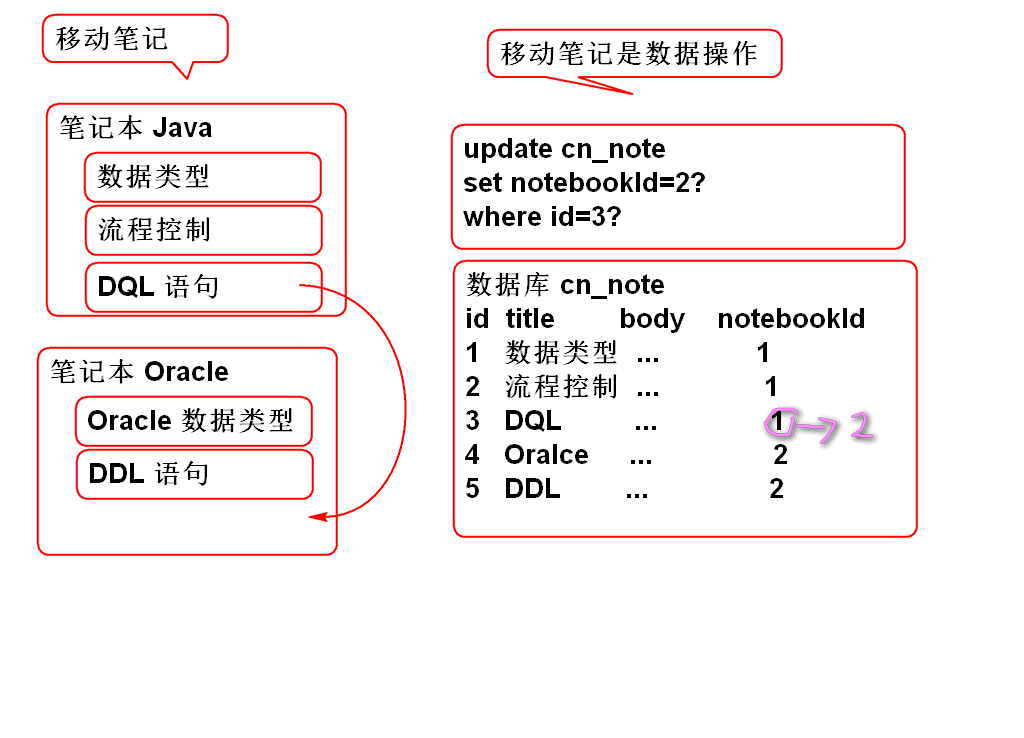 移动笔记
笔记本 Java
数据类型
流程控制
DQL 语句
笔记本 Oracle
Oracle 数据类型
DDL 语句
移动笔记是数据操作
update cn_note
set notebookId=2?
where id=3?
数据库 cn_note
id title body notebookId
1 数据类型 ... 1
2 流程控制 ... 1
3 DQL ... 1 → 2
4 Oralce ... 2
5 DDL ... 2